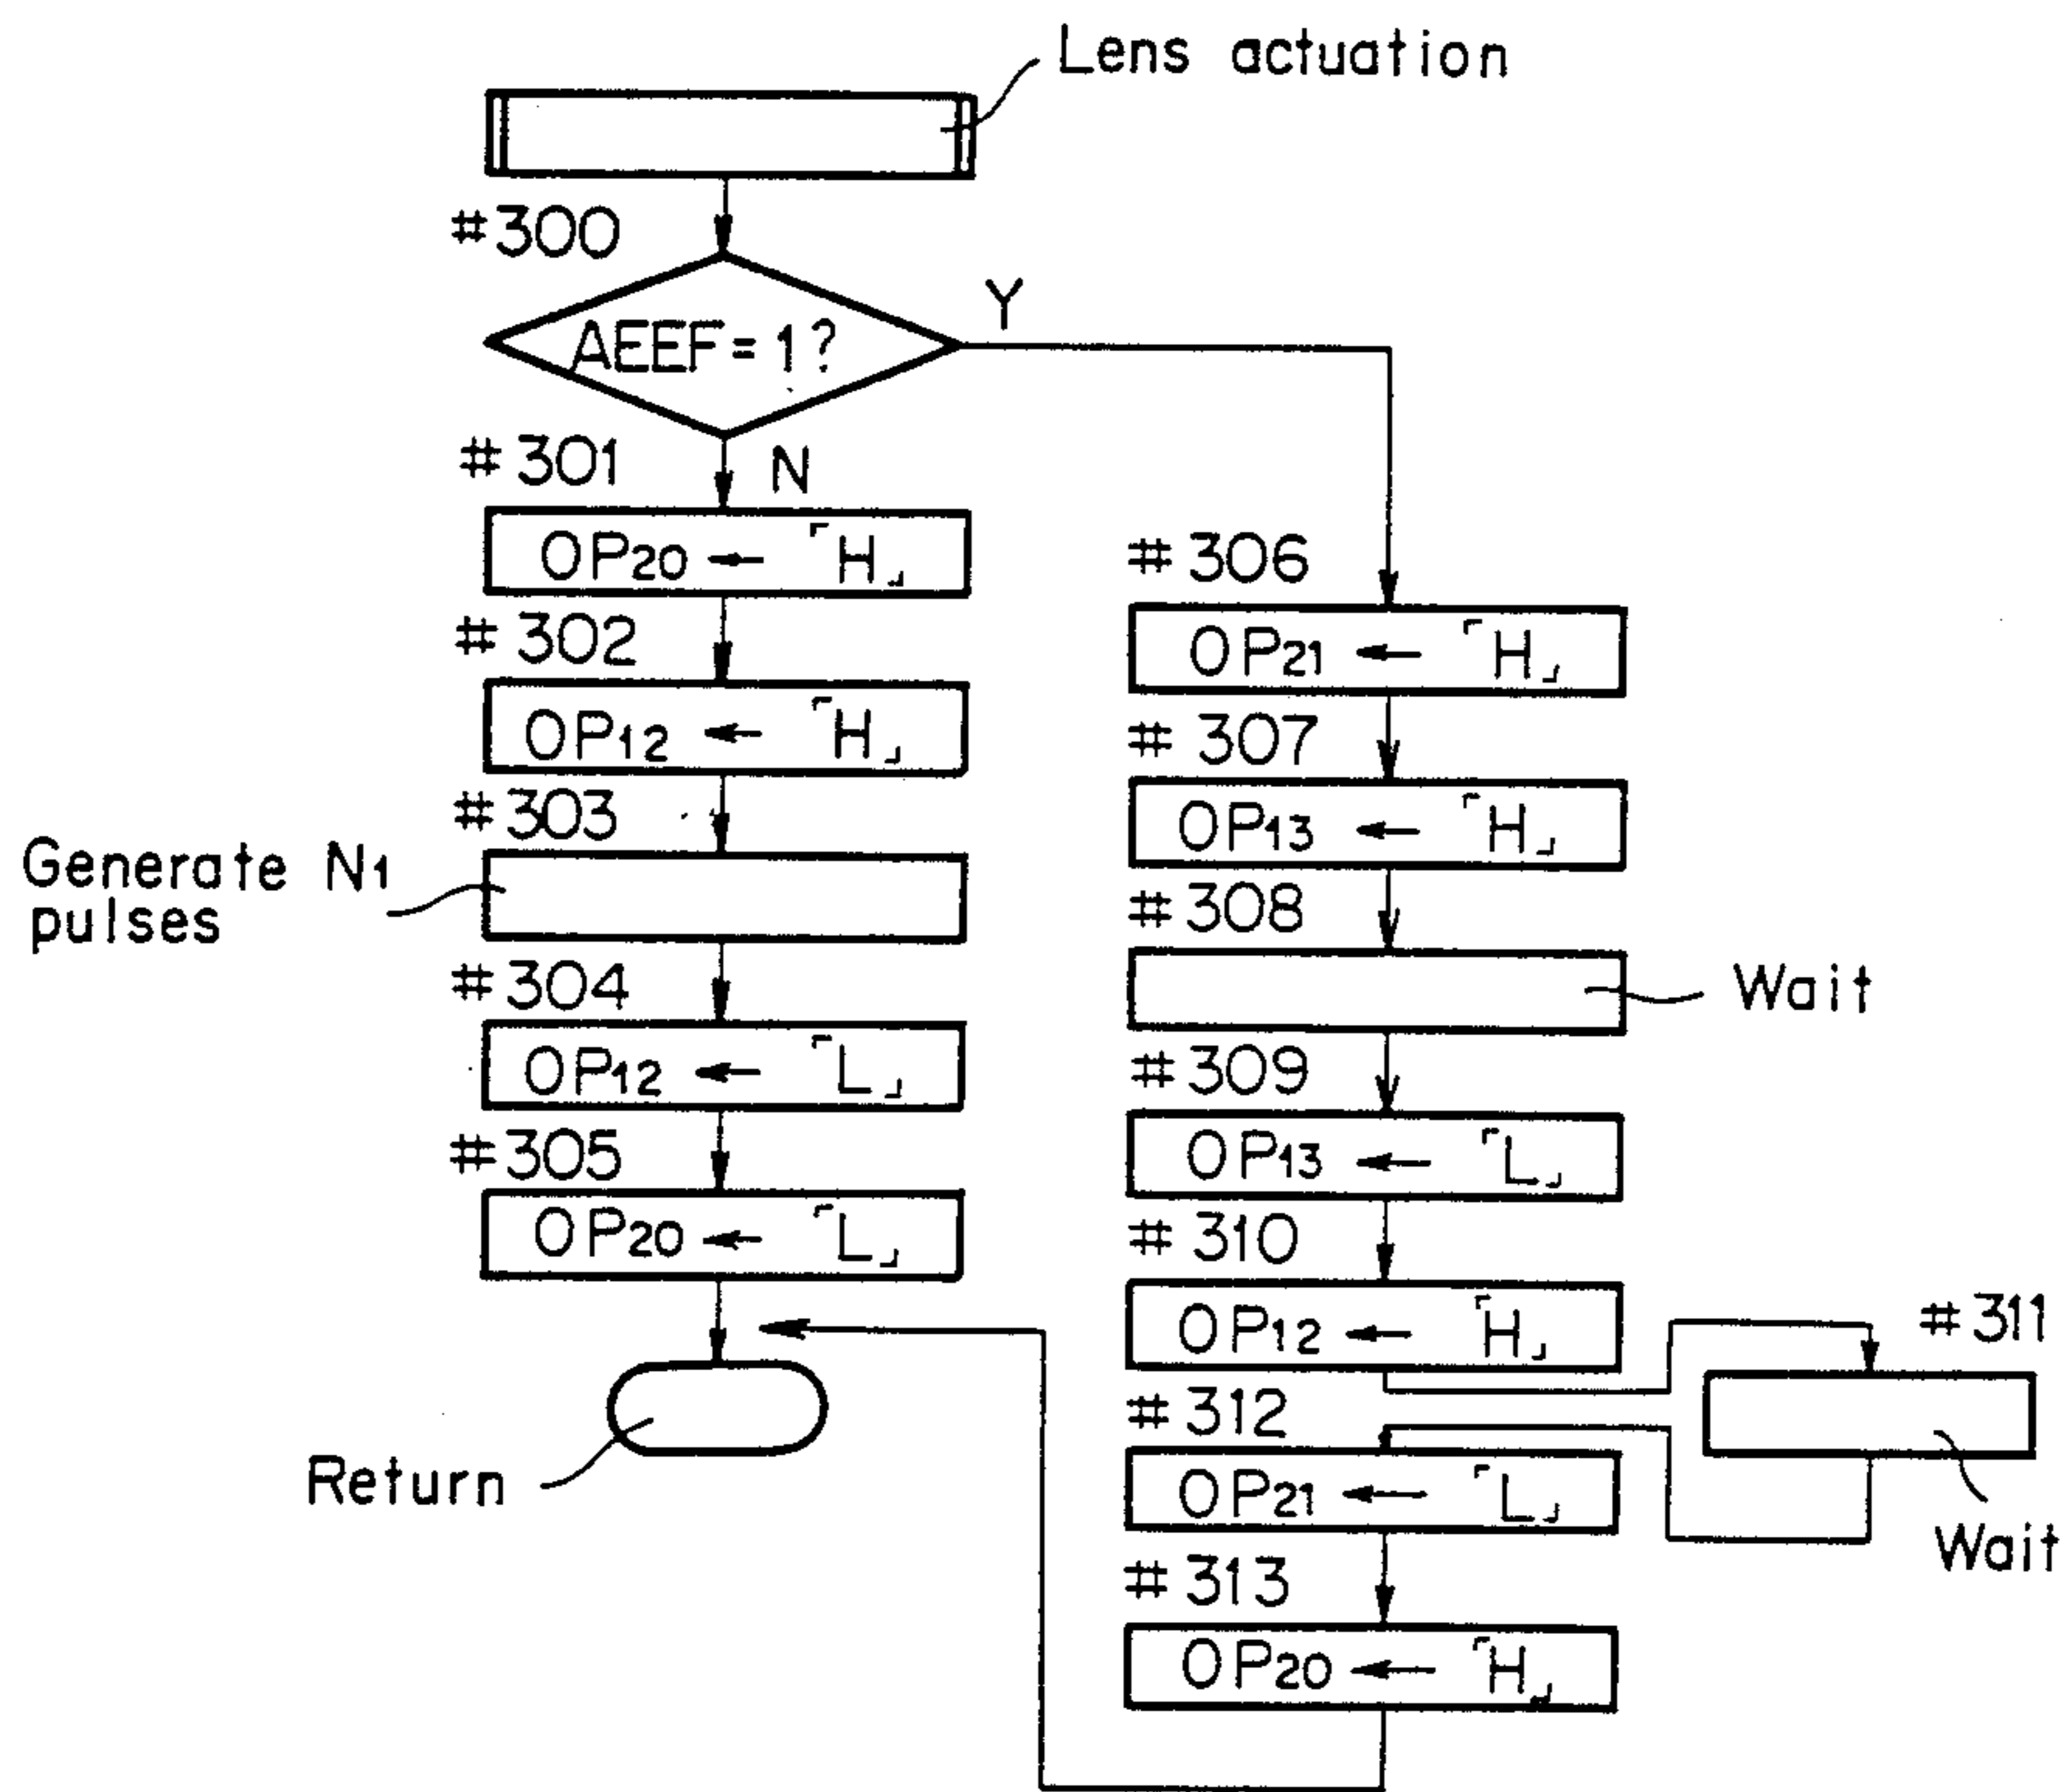 Lens actuation
#300
AEEF=1?
Y
N
#301
OP20 ← 「H」
#302
OP12 ← 「H」
#303
Generate N1
pulses
#304
OP12 ← 「L」
#305
OP20 ← 「L」
Return
#306
OP21 ← 「H」
#307
OP13 ← 「H」
#308
Wait
#309
OP13 ← 「L」
#310
OP12 ← 「H」
#311
Wait
#312
OP21 ← 「L」
#313
OP20 ← 「H」